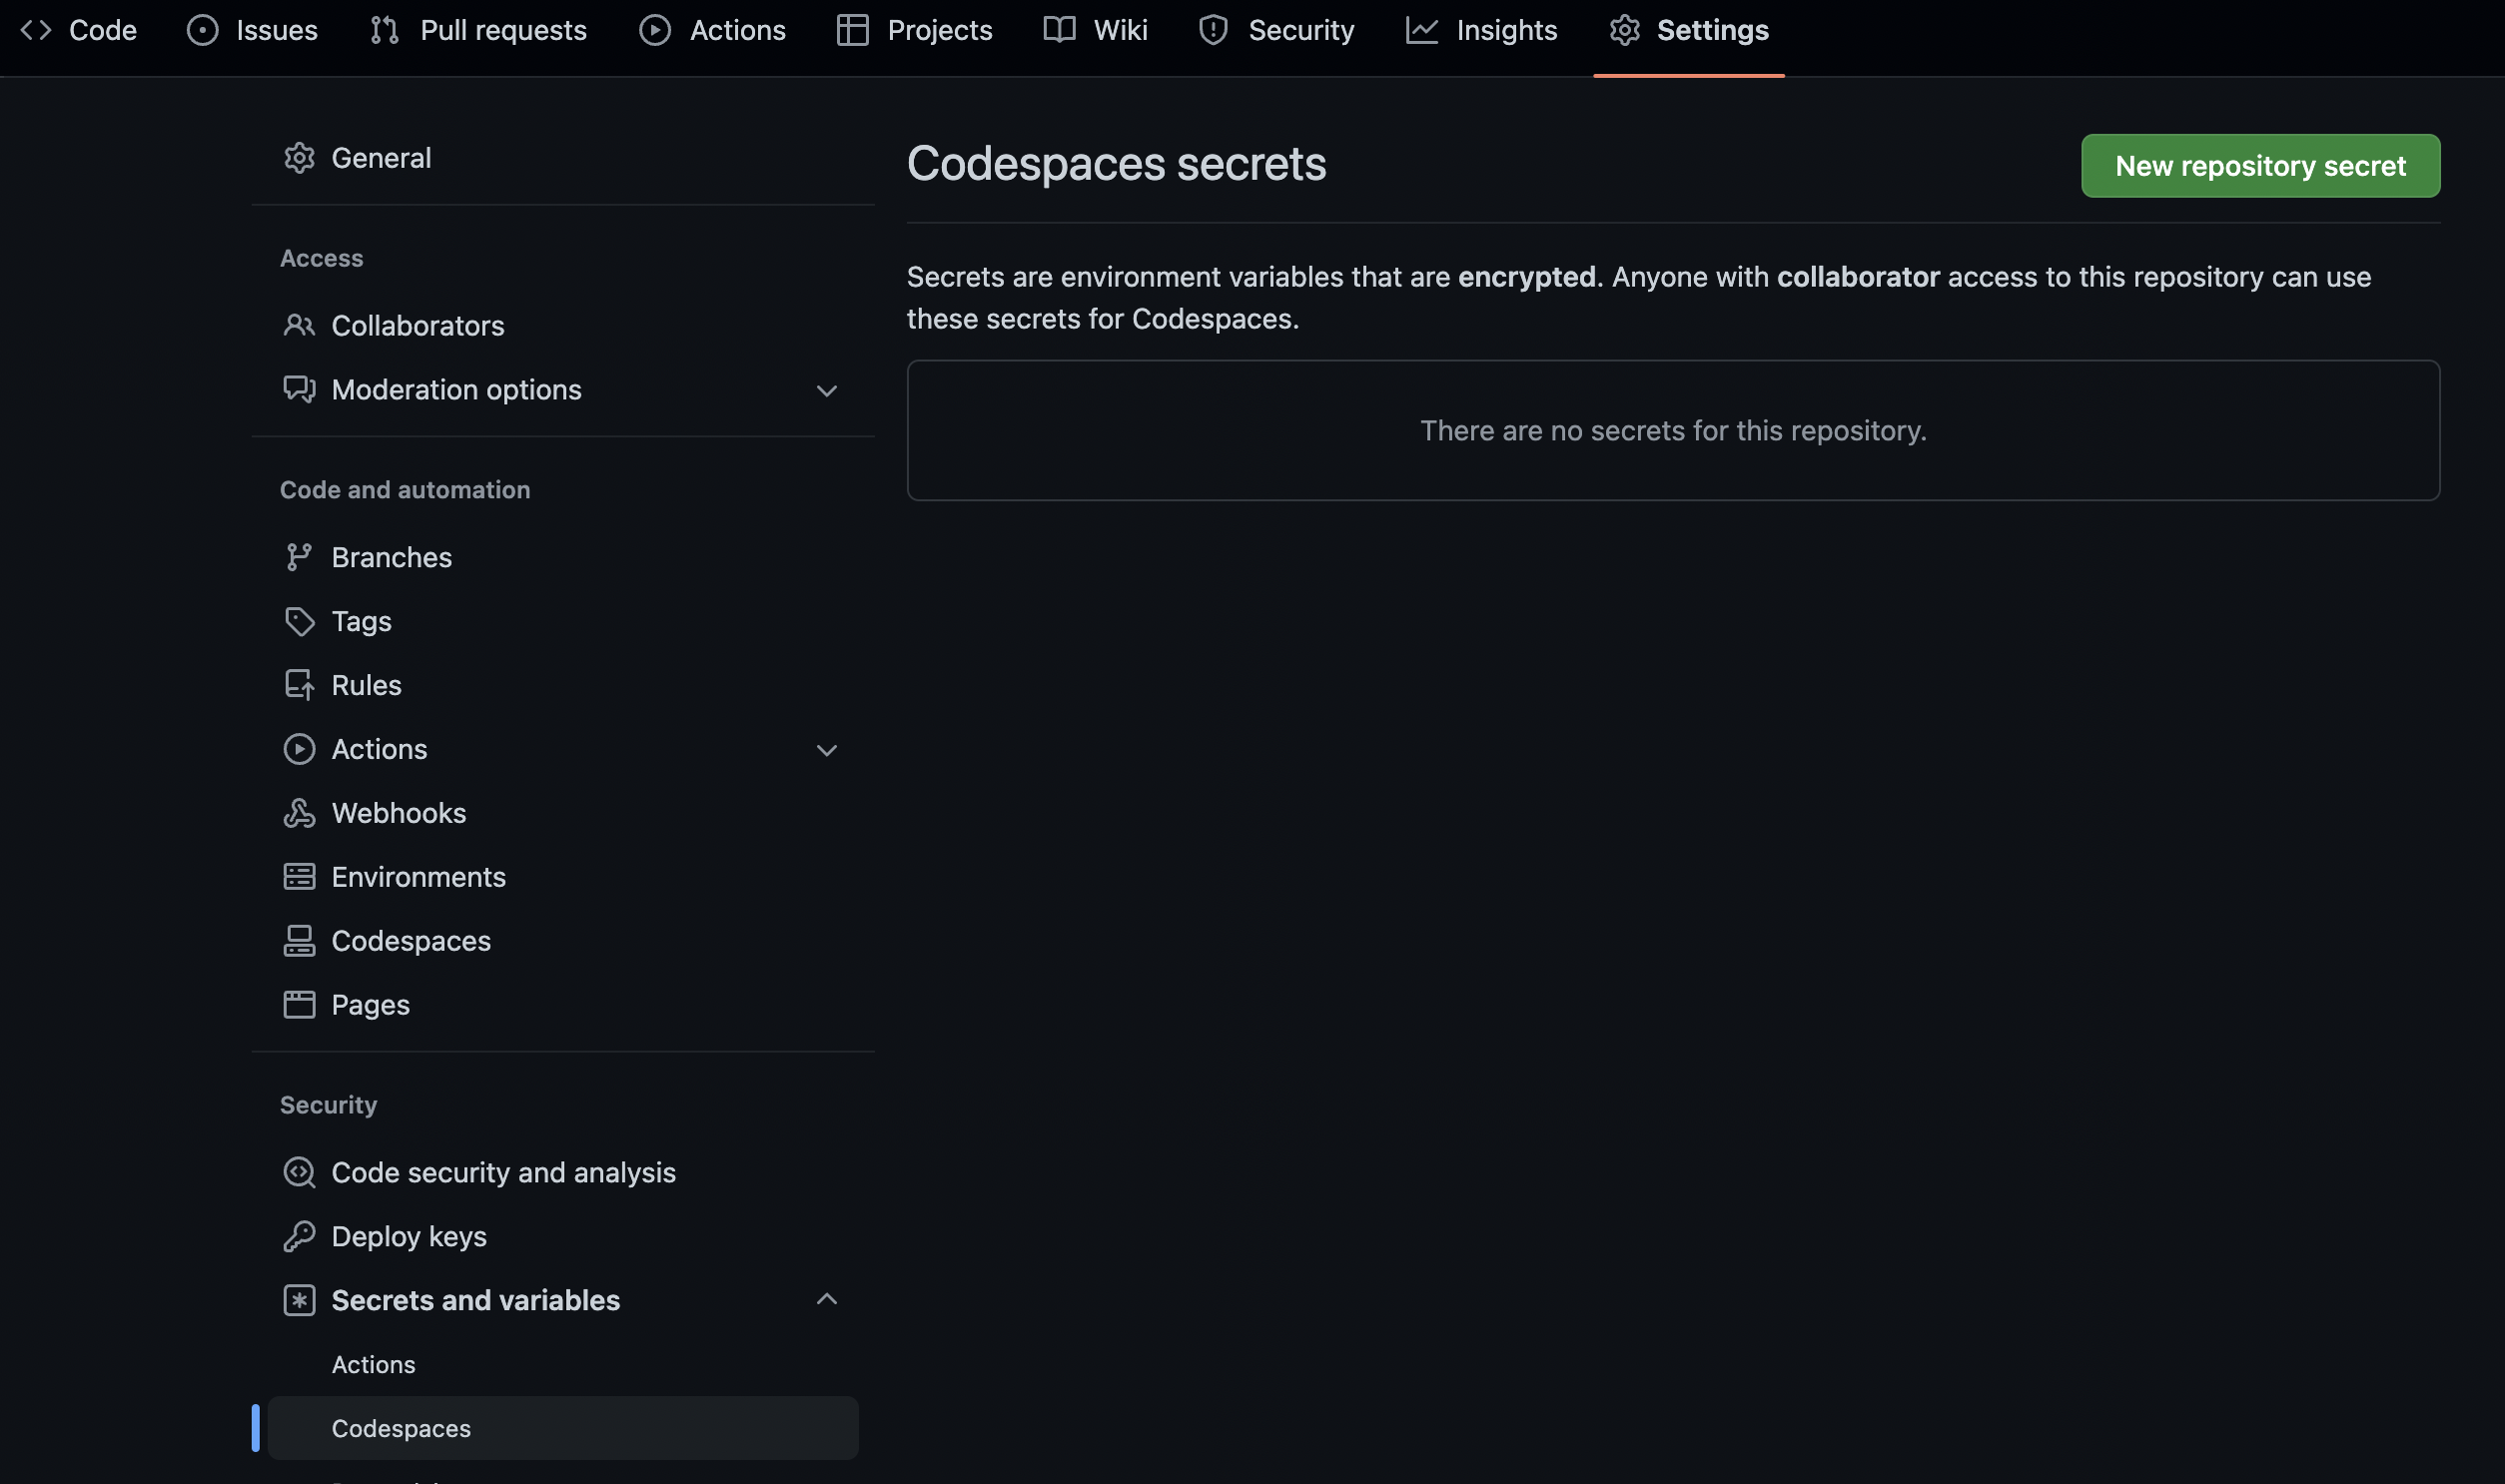 Code Issues Pull requests Actions Projects Wiki Security Insights Settings
General
Access
Collaborators
Moderation options
Code and automation
Branches
Tags
Rules
Actions
Webhooks
Environments
Codespaces
Pages
Security
Code security and analysis
Deploy keys
Secrets and variables
Actions
Codespaces
Codespaces secrets
New repository secret
Secrets are environment variables that are encrypted. Anyone with collaborator access to this repository can use
these secrets for Codespaces.
There are no secrets for this repository.